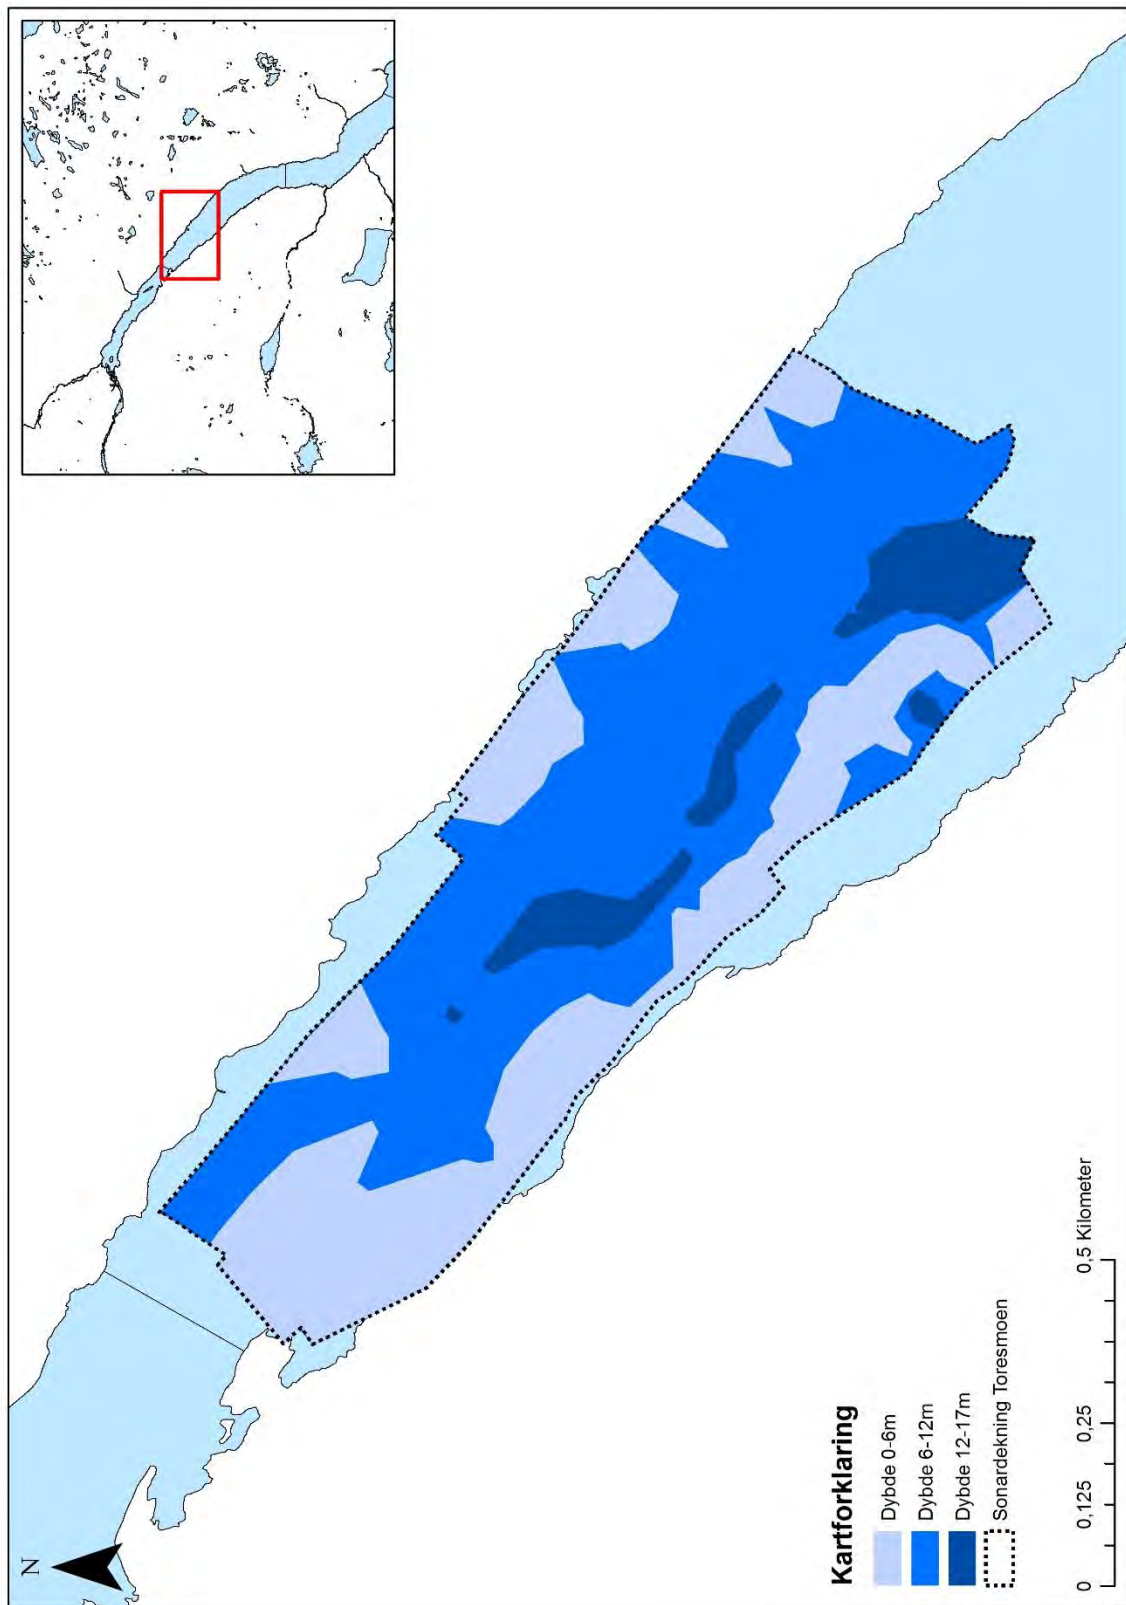 N
Kartforklaring
Dybde 0-6m
Dybde 6-12m
Dybde 12-17m
Sonardekning Toresmoen
0 0,125 0,25 0,5 Kilometer